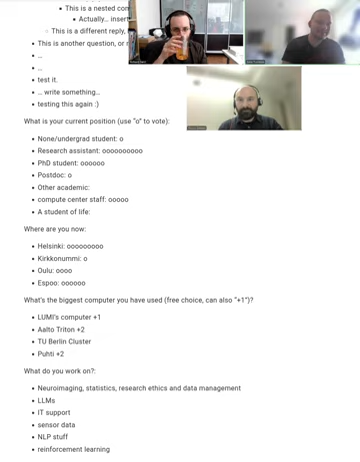 ▪ This is a nested con
▪ Actually... insert
◦ This is a different reply,
• This is another question, or
• ..
• ...
• test it.
• .. write something...
• testing this again :)
What is your current position (use "o" to vote):
• None/undergrad student: o
• Research assistant: oooooooooo
• PhD student: oooooo
• Postdoc: o
• Other academic:
• compute center staff: ooooo
• A student of life:
Where are you now:
• Helsinki: ooooooooo
• Kirkkonummi: o
• Oulu: oooo
• Espoo: oooooo
What's the biggest computer you have used (free choice, can also "+1")?
• LUMI's computer +1
• Aalto Triton +2
• TU Berlin Cluster
• Puhti +2
What do you work on?:
• Neuroimaging, statistics, research ethics and data management
• LLMs
• IT support
• sensor data
• NLP stuff
• reinforcement learning